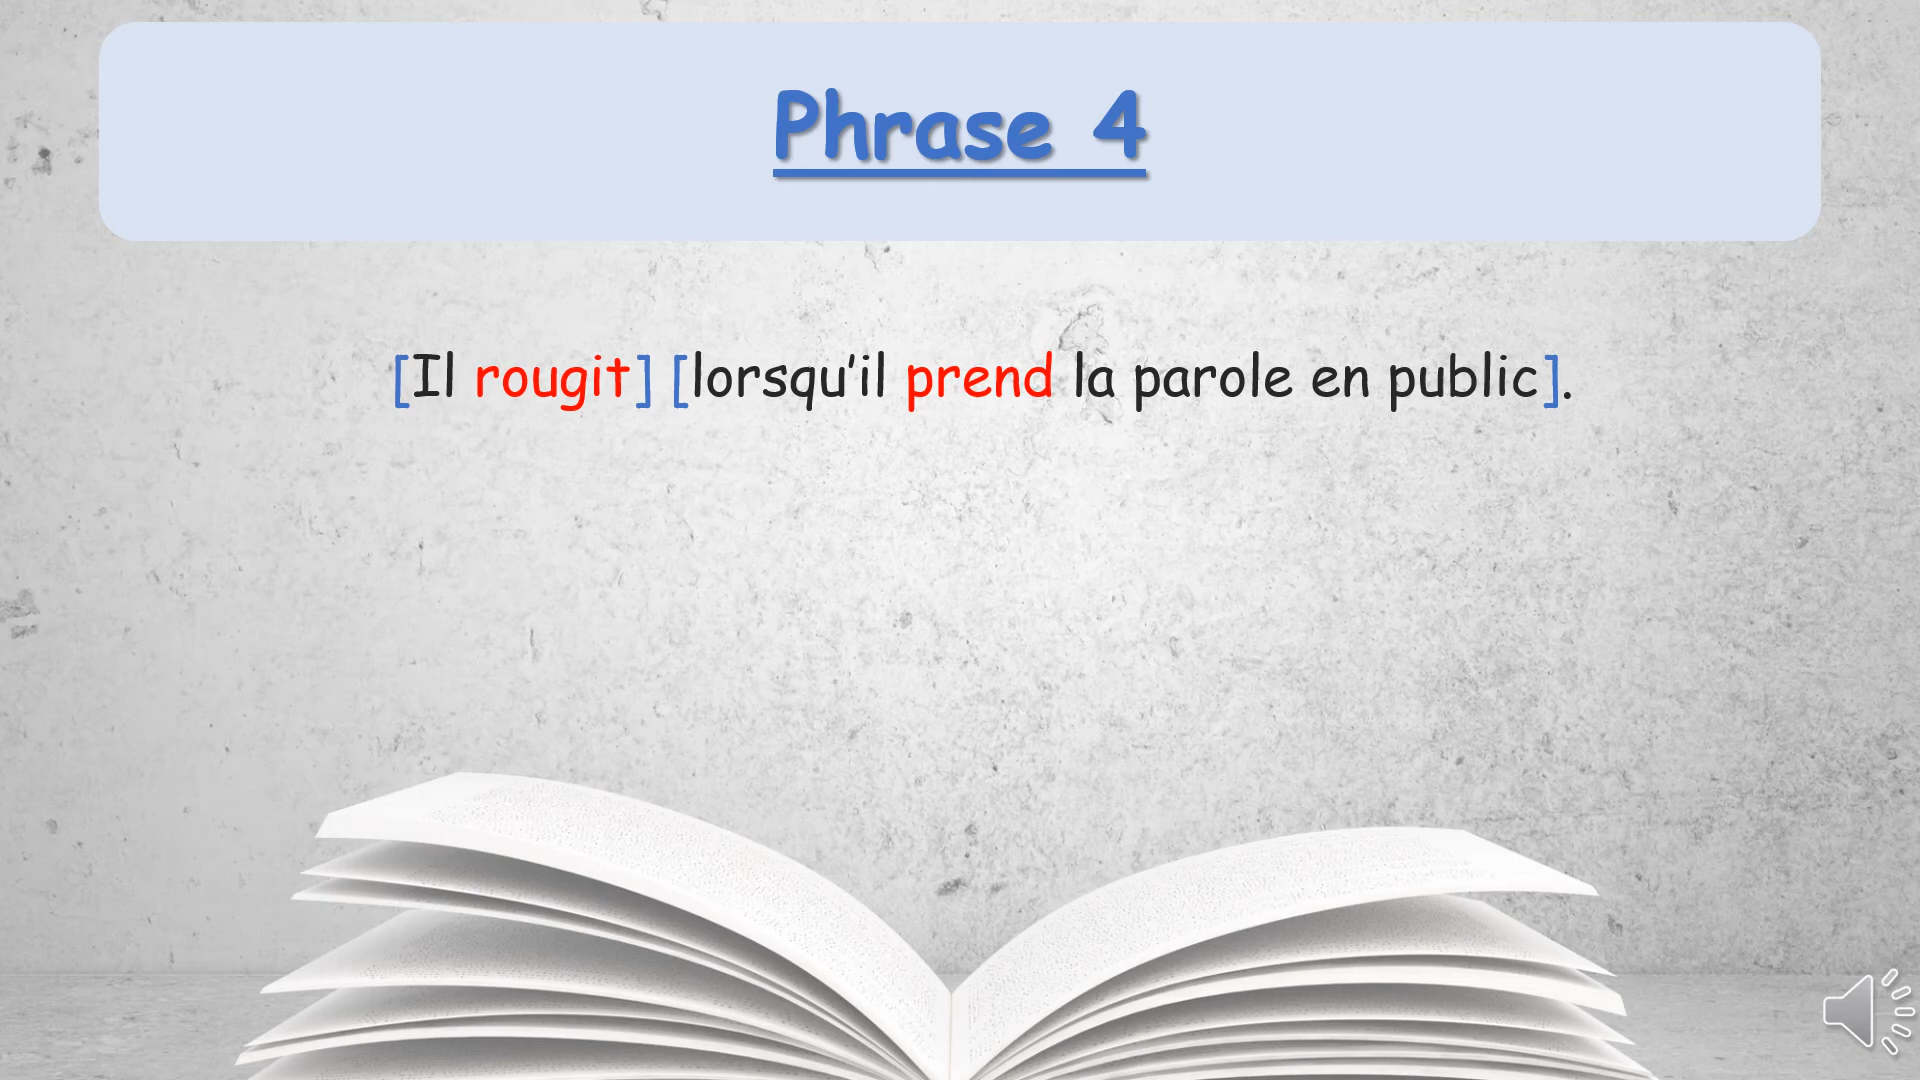 Phrase 4
[Il rougit] [lorsqu’il prend la parole en public].